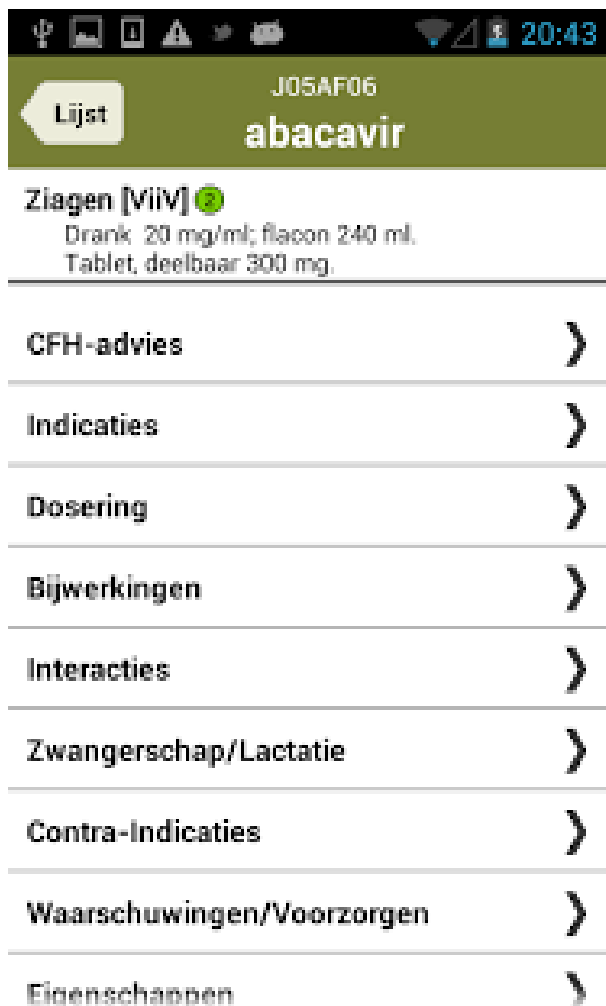 20:43
Lijst
J05AF06
abacavir
Ziagen [ViiV] 2
Drank 20 mg/ml; flacon 240 ml.
Tablet, deelbaar 300 mg.
CFH-advies
Indicaties
Dosering
Bijwerkingen
Interacties
Zwangerschap/Lactatie
Contra-Indicaties
Waarschuwingen/Voorzorgen
Eigenschappen